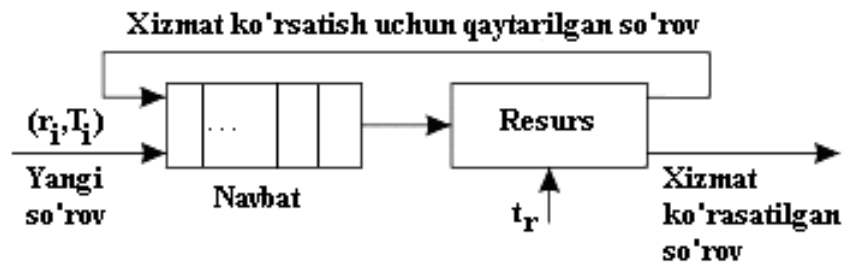 Xizmat ko'rsatish uchun qaytarilgan so'rov
(ri,Ti)
...
Resurs
Yangi
so'rov
Navbat
tr
Xizmat
ko'rasatilgan
so'rov